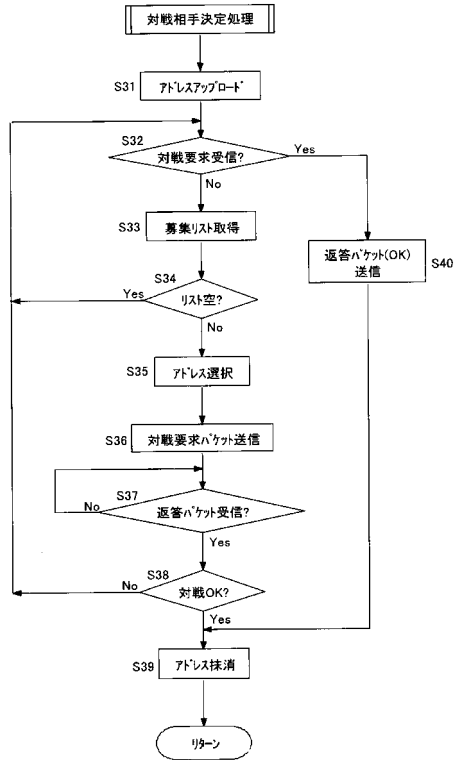 対戦相手決定処理
S31
アドレスアップロード
S32
対戦要求受信?
Yes
No
S33
募集リスト取得
返答パケット(OK)
送信
S40
S34
Yes
リスト空?
No
S35
アドレス選択
S36
対戦要求パケット送信
S37
No
返答パケット受信?
Yes
S38
No
対戦OK?
Yes
S39
アドレス抹消
リターン